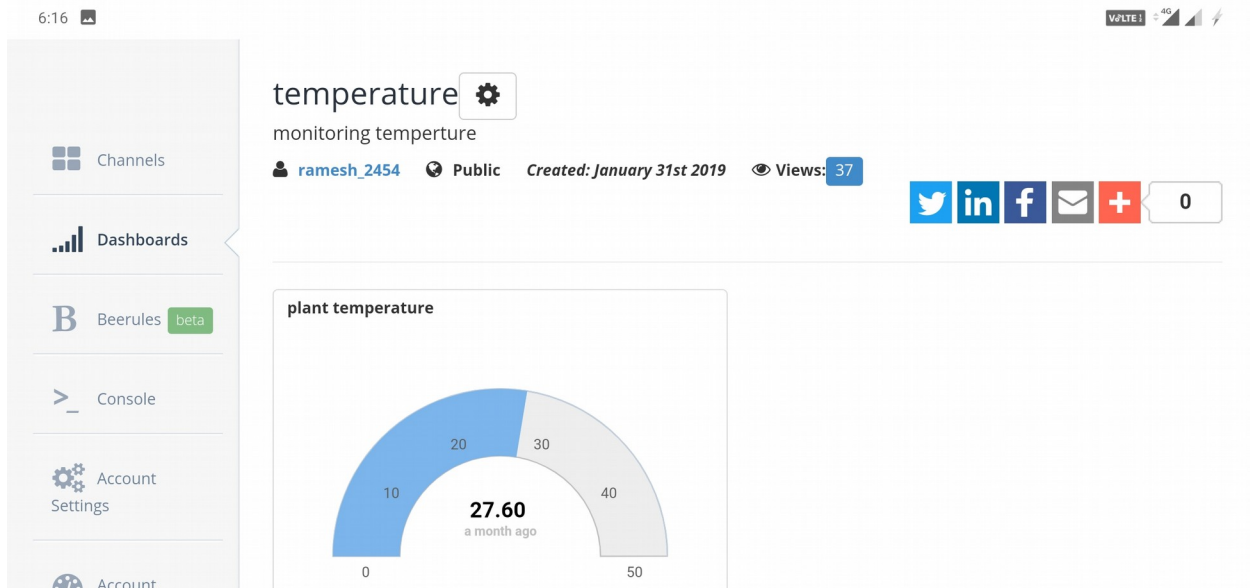 6:16
VoLTE 4G
temperature
monitoring temperture
ramesh_2454 Public Created: January 31st 2019 Views: 37
in f + 0
Channels
Dashboards
B Beerules beta
>_ Console
Account
Settings
Account
plant temperature
20 30
10 40
27.60
a month ago
0 50